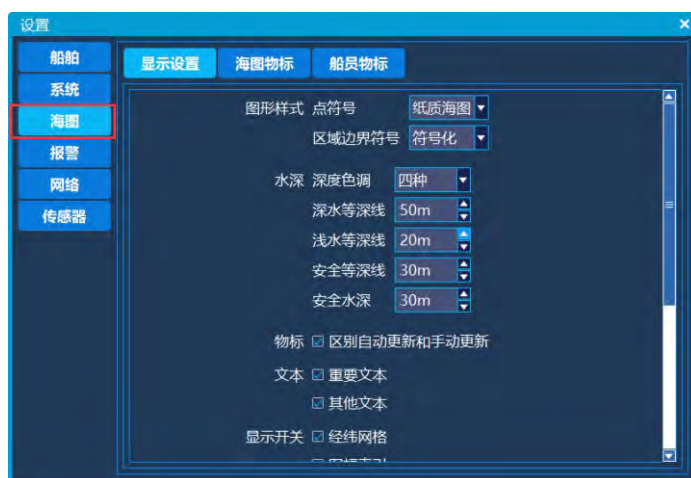 设置
船舶
系统
海图
报警
网络
传感器
显示设置 海图物标 船员物标
图形样式 点符号 纸质海图
区域边界符号 符号化
水深 深度色调 四种
深水等深线 50m
浅水等深线 20m
安全等深线 30m
安全水深 30m
物标 区别自动更新和手动更新
文本 重要文本
其他文本
显示开关 经纬网格